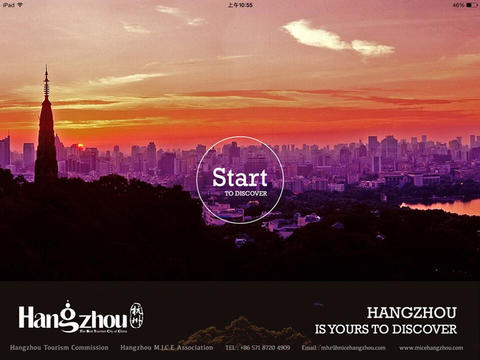 iPad 上午10:55 46%
Start
TO DISCOVER
Hangzhou 杭州
The Best Tourism City of China
HANGZHOU
IS YOURS TO DISCOVER
Hangzhou Tourism Commission Hangzhou M.I.C.E Association TEL: +86 571 8720 4909 Email: mhr@micehangzhou.com www.micehangzhou.com